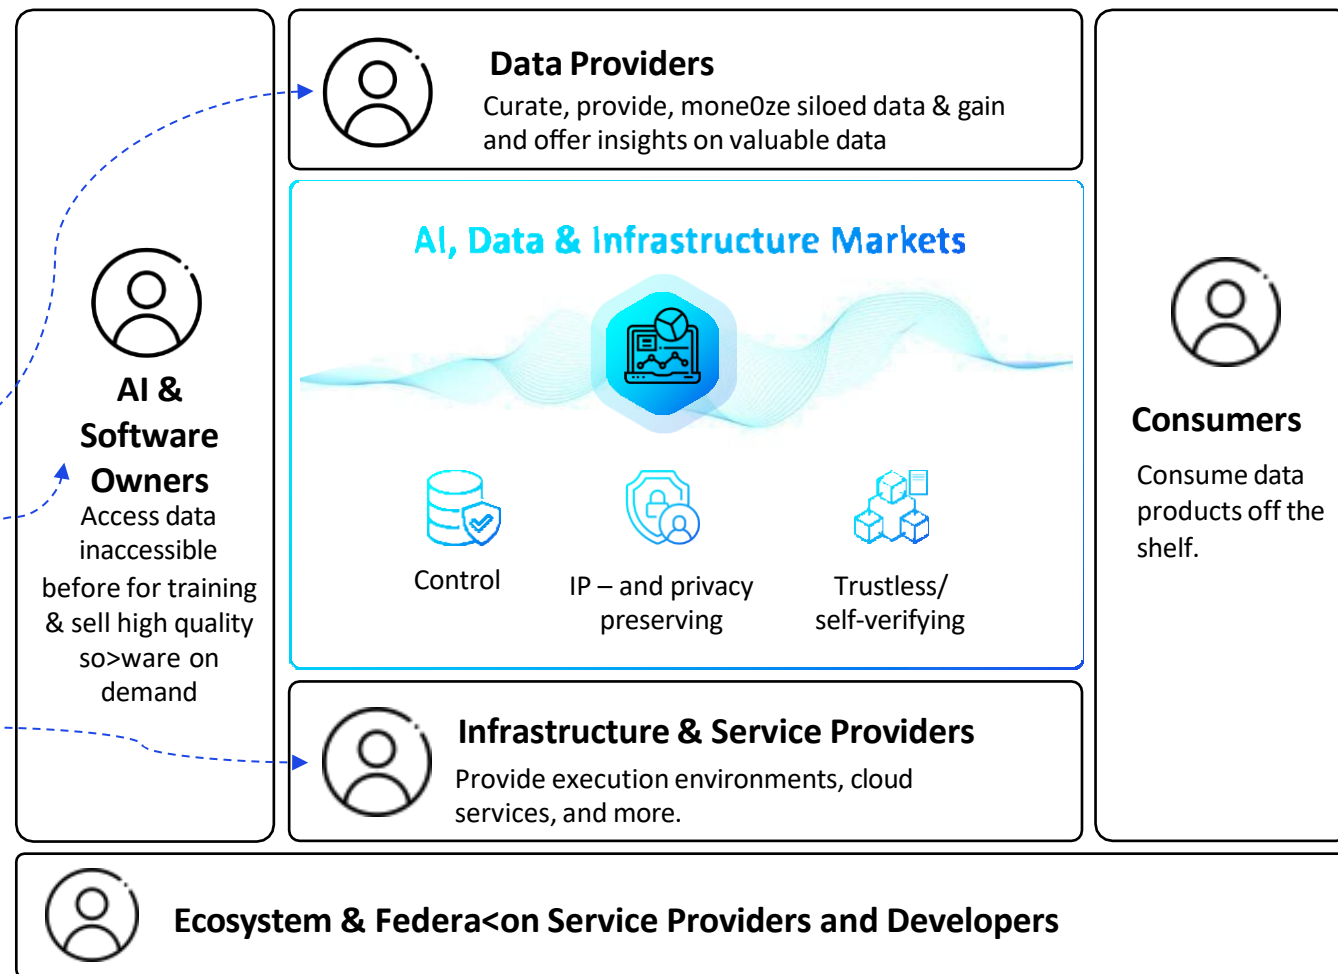 Data Providers
Curate, provide, mone0ze siloed data & gain
and offer insights on valuable data
AI, Data & Infrastructure Markets
AI &
Software
Owners
Access data
inaccessible
before for training
& sell high quality
so>ware on
demand
Control
IP – and privacy
preserving
Trustless/
self-verifying
Consumers
Consume data
products off the
shelf.
Infrastructure & Service Providers
Provide execution environments, cloud
services, and more.
Ecosystem & Federa<on Service Providers and Developers